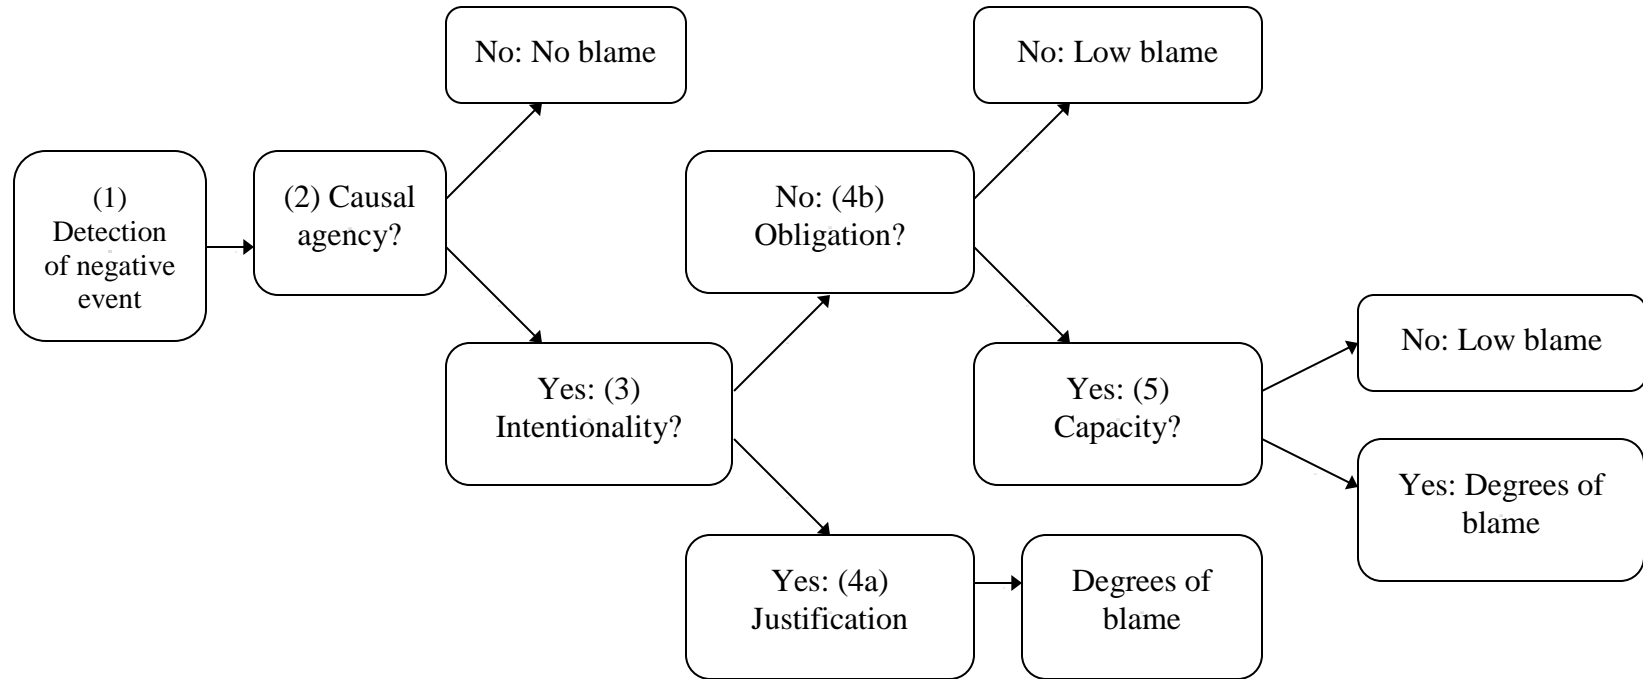 No: No blame
No: Low blame
(1)
Detection
of negative
event
(2) Causal
agency?
No: (4b)
Obligation?
Yes: (3)
Intentionality?
Yes: (5)
Capacity?
No: Low blame
Yes: Degrees of
blame
Yes: (4a)
Justification
Degrees of
blame